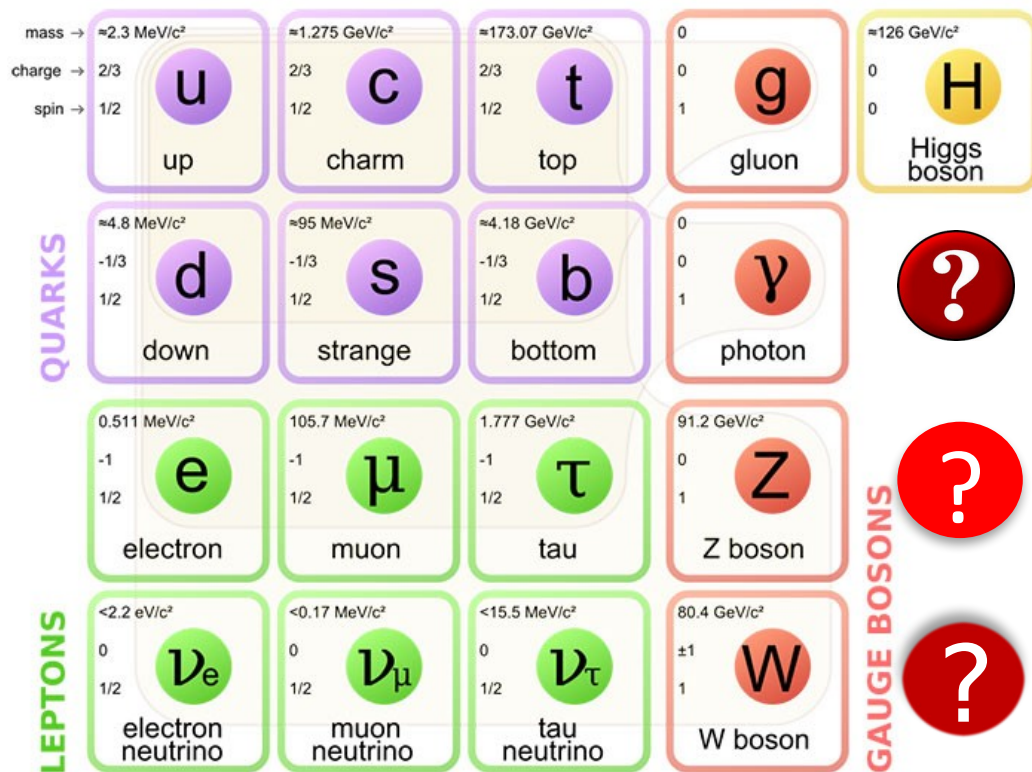 mass →
≈2.3 MeV/c²
charge →
2/3
spin →
1/2
u
up
≈1.275 GeV/c²
2/3
1/2
c
charm
≈173.07 GeV/c²
2/3
1/2
t
top
0
0
1
g
gluon
≈126 GeV/c²
0
0
H
Higgs
boson
QUARKS
≈4.8 MeV/c²
-1/3
1/2
d
down
≈95 MeV/c²
-1/3
1/2
s
strange
≈4.18 GeV/c²
-1/3
1/2
b
bottom
0
0
1
γ
photon
?
0.511 MeV/c²
-1
1/2
e
electron
105.7 MeV/c²
-1
1/2
μ
muon
1.777 GeV/c²
-1
1/2
τ
tau
91.2 GeV/c²
0
1
Z
Z boson
?
LEPTONS
<2.2 eV/c²
0
1/2
νe
electron
neutrino
<0.17 MeV/c²
0
1/2
νμ
muon
neutrino
<15.5 MeV/c²
0
1/2
ντ
tau
neutrino
80.4 GeV/c²
±1
1
W
W boson
GAUGE BOSONS
?